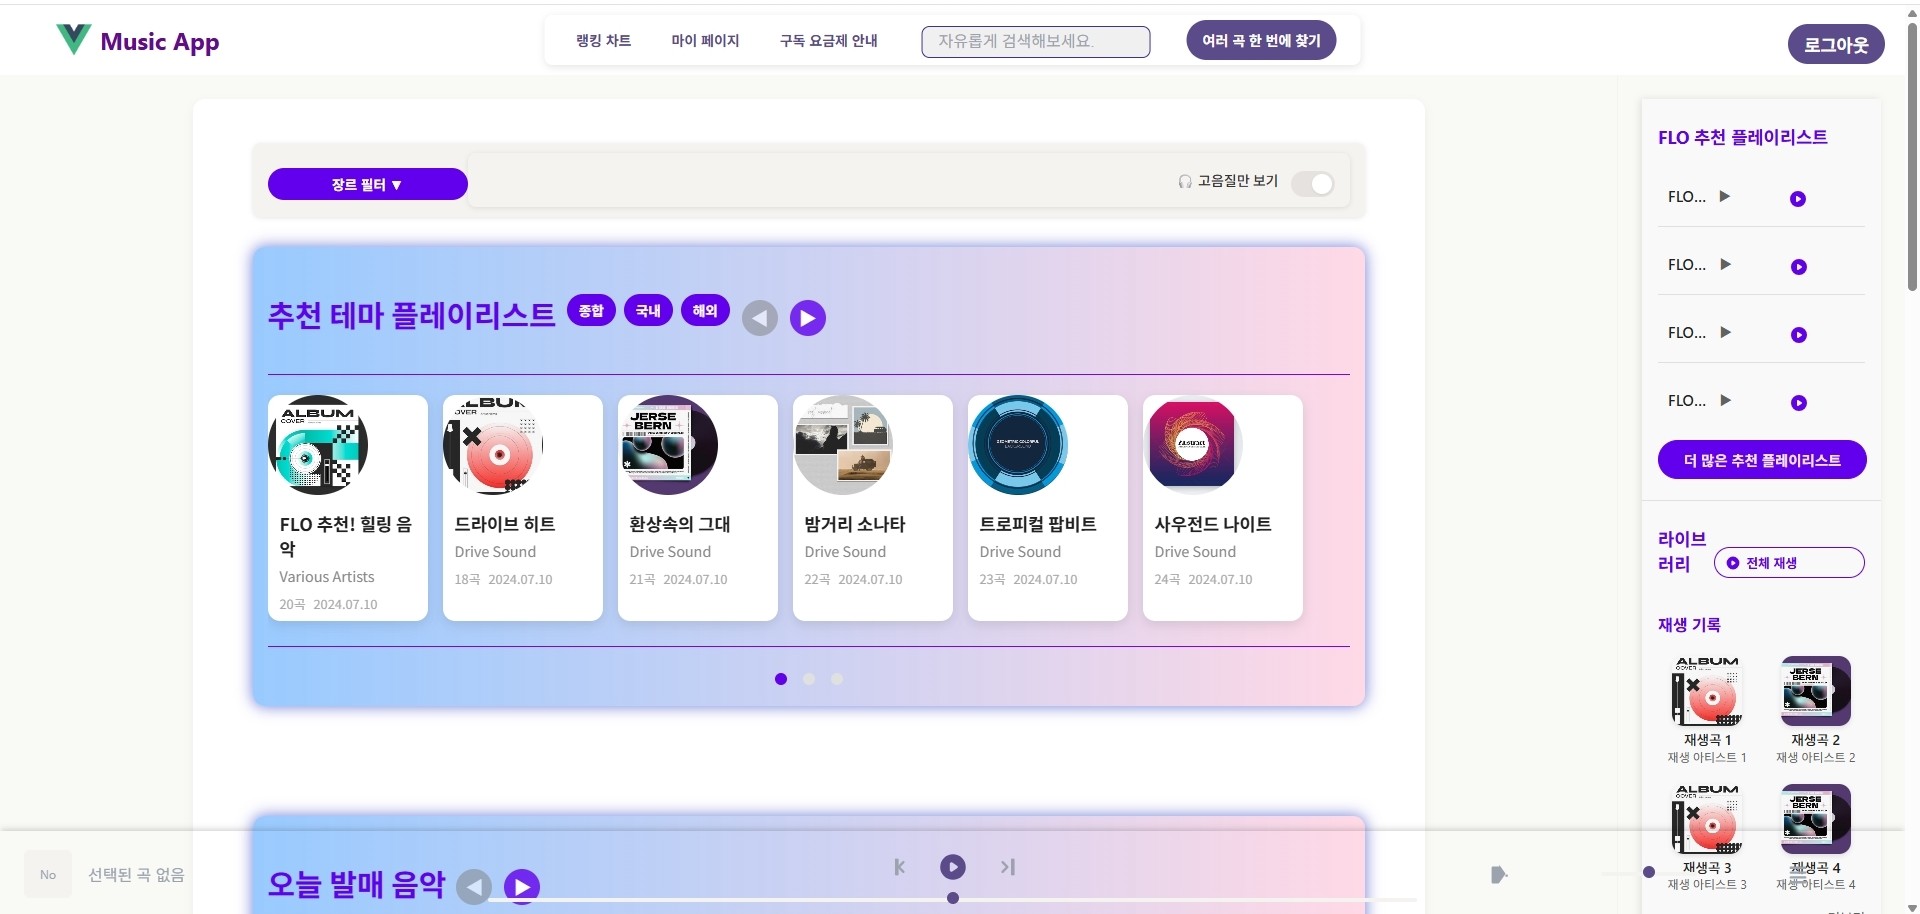 Music App
랭킹 차트
마이 페이지
구독 요금제 안내
자유롭게 검색해보세요.
여러 곡 한 번에 찾기
로그아웃
장르 필터 ▼
🎧 고음질만 보기
추천 테마 플레이리스트
종합
국내
해외
◀
▶
ALBUM
COVER
FLO 추천! 힐링 음
악
Various Artists
20곡 2024.07.10
ALBUM
OVER
드라이브 히트
Drive Sound
18곡 2024.07.10
JERSE
BERN
환상속의 그대
Drive Sound
21곡 2024.07.10
밤거리 소나타
Drive Sound
22곡 2024.07.10
트로피컬 팝비트
Drive Sound
23곡 2024.07.10
Abstract
사우전드 나이트
Drive Sound
24곡 2024.07.10
오늘 발매 음악
◀
▶
No
선택된 곡 없음
FLO 추천 플레이리스트
FLO... ▶
FLO... ▶
FLO... ▶
FLO... ▶
더 많은 추천 플레이리스트
라이브
러리
전체 재생
재생 기록
ALBUM
JERSE
BERN
재생곡 1
재생곡 2
재생 아티스트 1
재생 아티스트 2
ALBUM
JERSE
BERN
재생곡 3
재생곡 4
재생 아티스트 3
재생 아티스트 4